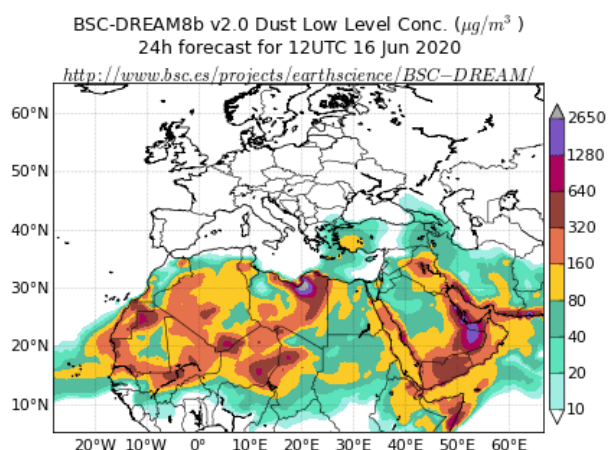 BSC-DREAM8b v2.0 Dust Low Level Conc. (μg/m³ )
24h forecast for 12UTC 16 Jun 2020
http://www.bsc.es/projects/earthscience/BSC−DREAM/
60°N
50°N
40°N
30°N
20°N
10°N
20°W 10°W 0° 10°E 20°E 30°E 40°E 50°E 60°E
2650
1280
640
320
160
80
40
20
10